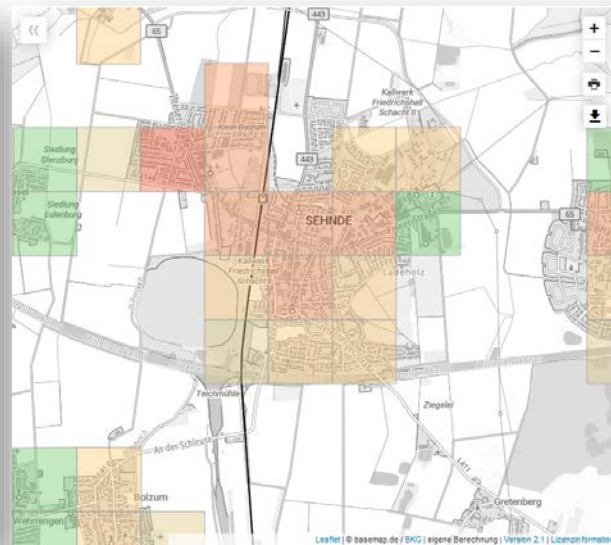 «
443
65
+
−
Kaliwerk
Friedrichshall
Schacht II
443
Siedlung
Glenzburg
Siedlung
Eulenburg
SEHNDE
65
Kaliwerk
Friedrichshall
Schacht
Ladeholz
Teichmühle
Ziegelei
An der Schleuse
L411
Bolzum
Wehmingen
Gretenberg
Leaflet | © basemap.de / BKG | eigene Berechnung | Version 2.1 | Lizenzinformation